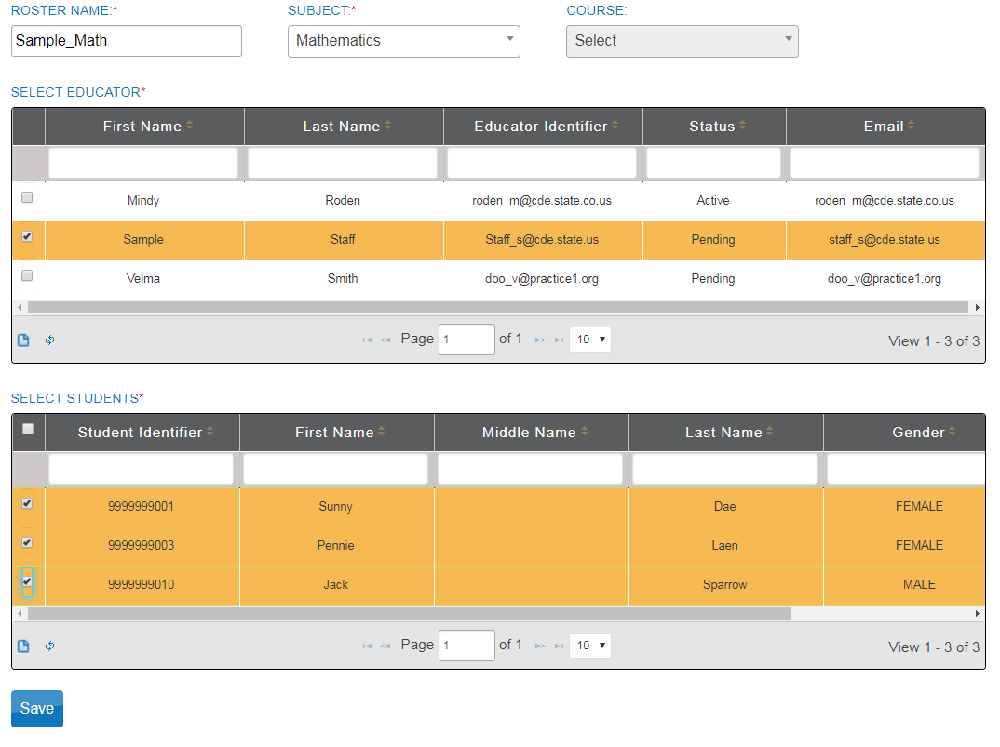 ROSTER NAME:* SUBJECT:* COURSE:
Sample_Math Mathematics Select
SELECT EDUCATOR*
First Name Last Name Educator Identifier Status Email
Mindy Roden roden_m@cde.state.co.us Active roden_m@cde.state.co.us
Sample Staff Staff_s@cde.state.us Pending staff_s@cde.state.us
Velma Smith doo_v@practice1.org Pending doo_v@practice1.org
Page 1 of 1 10 View 1 - 3 of 3
SELECT STUDENTS*
Student Identifier First Name Middle Name Last Name Gender
9999999001 Sunny Dae FEMALE
9999999003 Pennie Laen FEMALE
9999999010 Jack Sparrow MALE
Page 1 of 1 10 View 1 - 3 of 3
Save